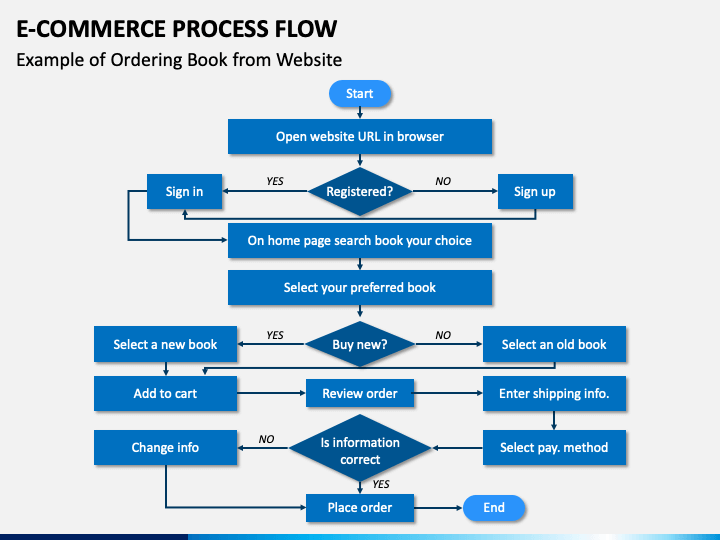 E-COMMERCE PROCESS FLOW
Example of Ordering Book from Website
Start
Open website URL in browser
Sign in
YES
Registered?
NO
Sign up
On home page search book your choice
Select your preferred book
Select a new book
YES
Buy new?
NO
Select an old book
Add to cart
Review order
Enter shipping info.
Change info
NO
Is information
correct
Select pay. method
YES
Place order
End